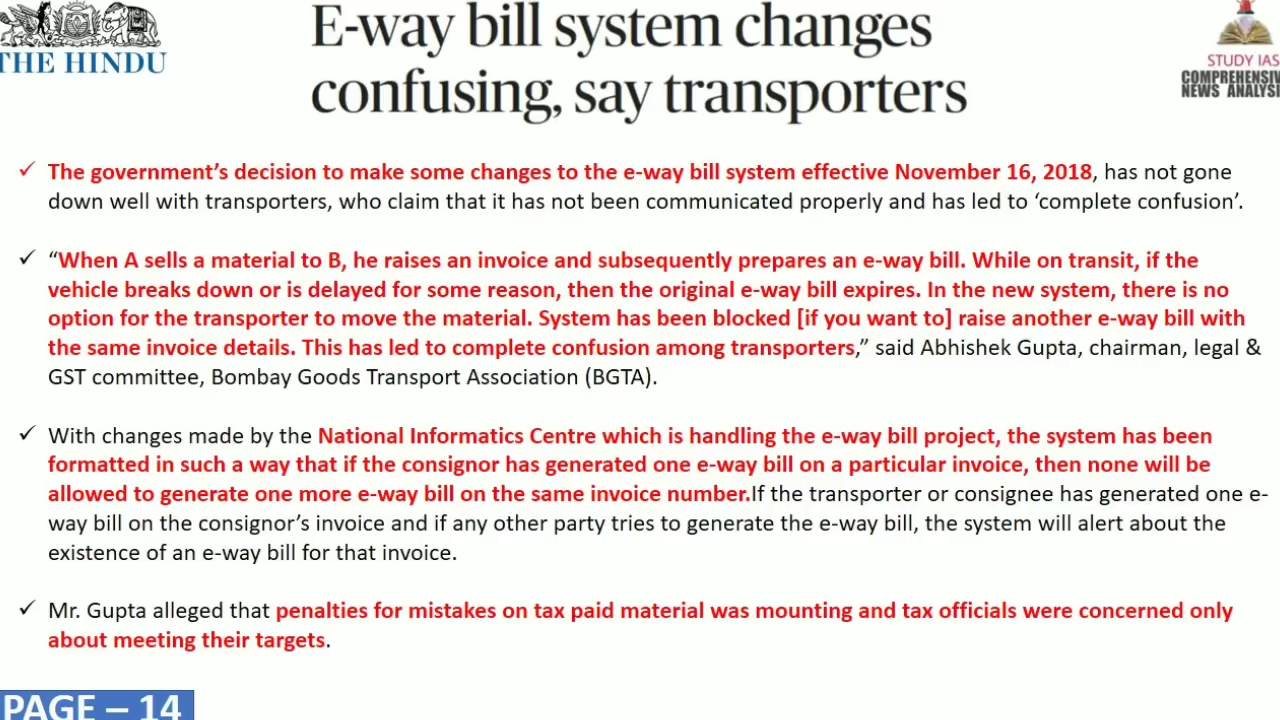 E-way bill system changes
confusing, say transporters
THE HINDU
STUDY IAS
COMPREHENSIVE
NEWS ANALYSIS
✓ The government’s decision to make some changes to the e-way bill system effective November 16, 2018, has not gone
down well with transporters, who claim that it has not been communicated properly and has led to ‘complete confusion’.
✓ “When A sells a material to B, he raises an invoice and subsequently prepares an e-way bill. While on transit, if the
vehicle breaks down or is delayed for some reason, then the original e-way bill expires. In the new system, there is no
option for the transporter to move the material. System has been blocked [if you want to] raise another e-way bill with
the same invoice details. This has led to complete confusion among transporters,” said Abhishek Gupta, chairman, legal &
GST committee, Bombay Goods Transport Association (BGTA).
✓ With changes made by the National Informatics Centre which is handling the e-way bill project, the system has been
formatted in such a way that if the consignor has generated one e-way bill on a particular invoice, then none will be
allowed to generate one more e-way bill on the same invoice number.If the transporter or consignee has generated one e-
way bill on the consignor’s invoice and if any other party tries to generate the e-way bill, the system will alert about the
existence of an e-way bill for that invoice.
✓ Mr. Gupta alleged that penalties for mistakes on tax paid material was mounting and tax officials were concerned only
about meeting their targets.
PAGE – 14